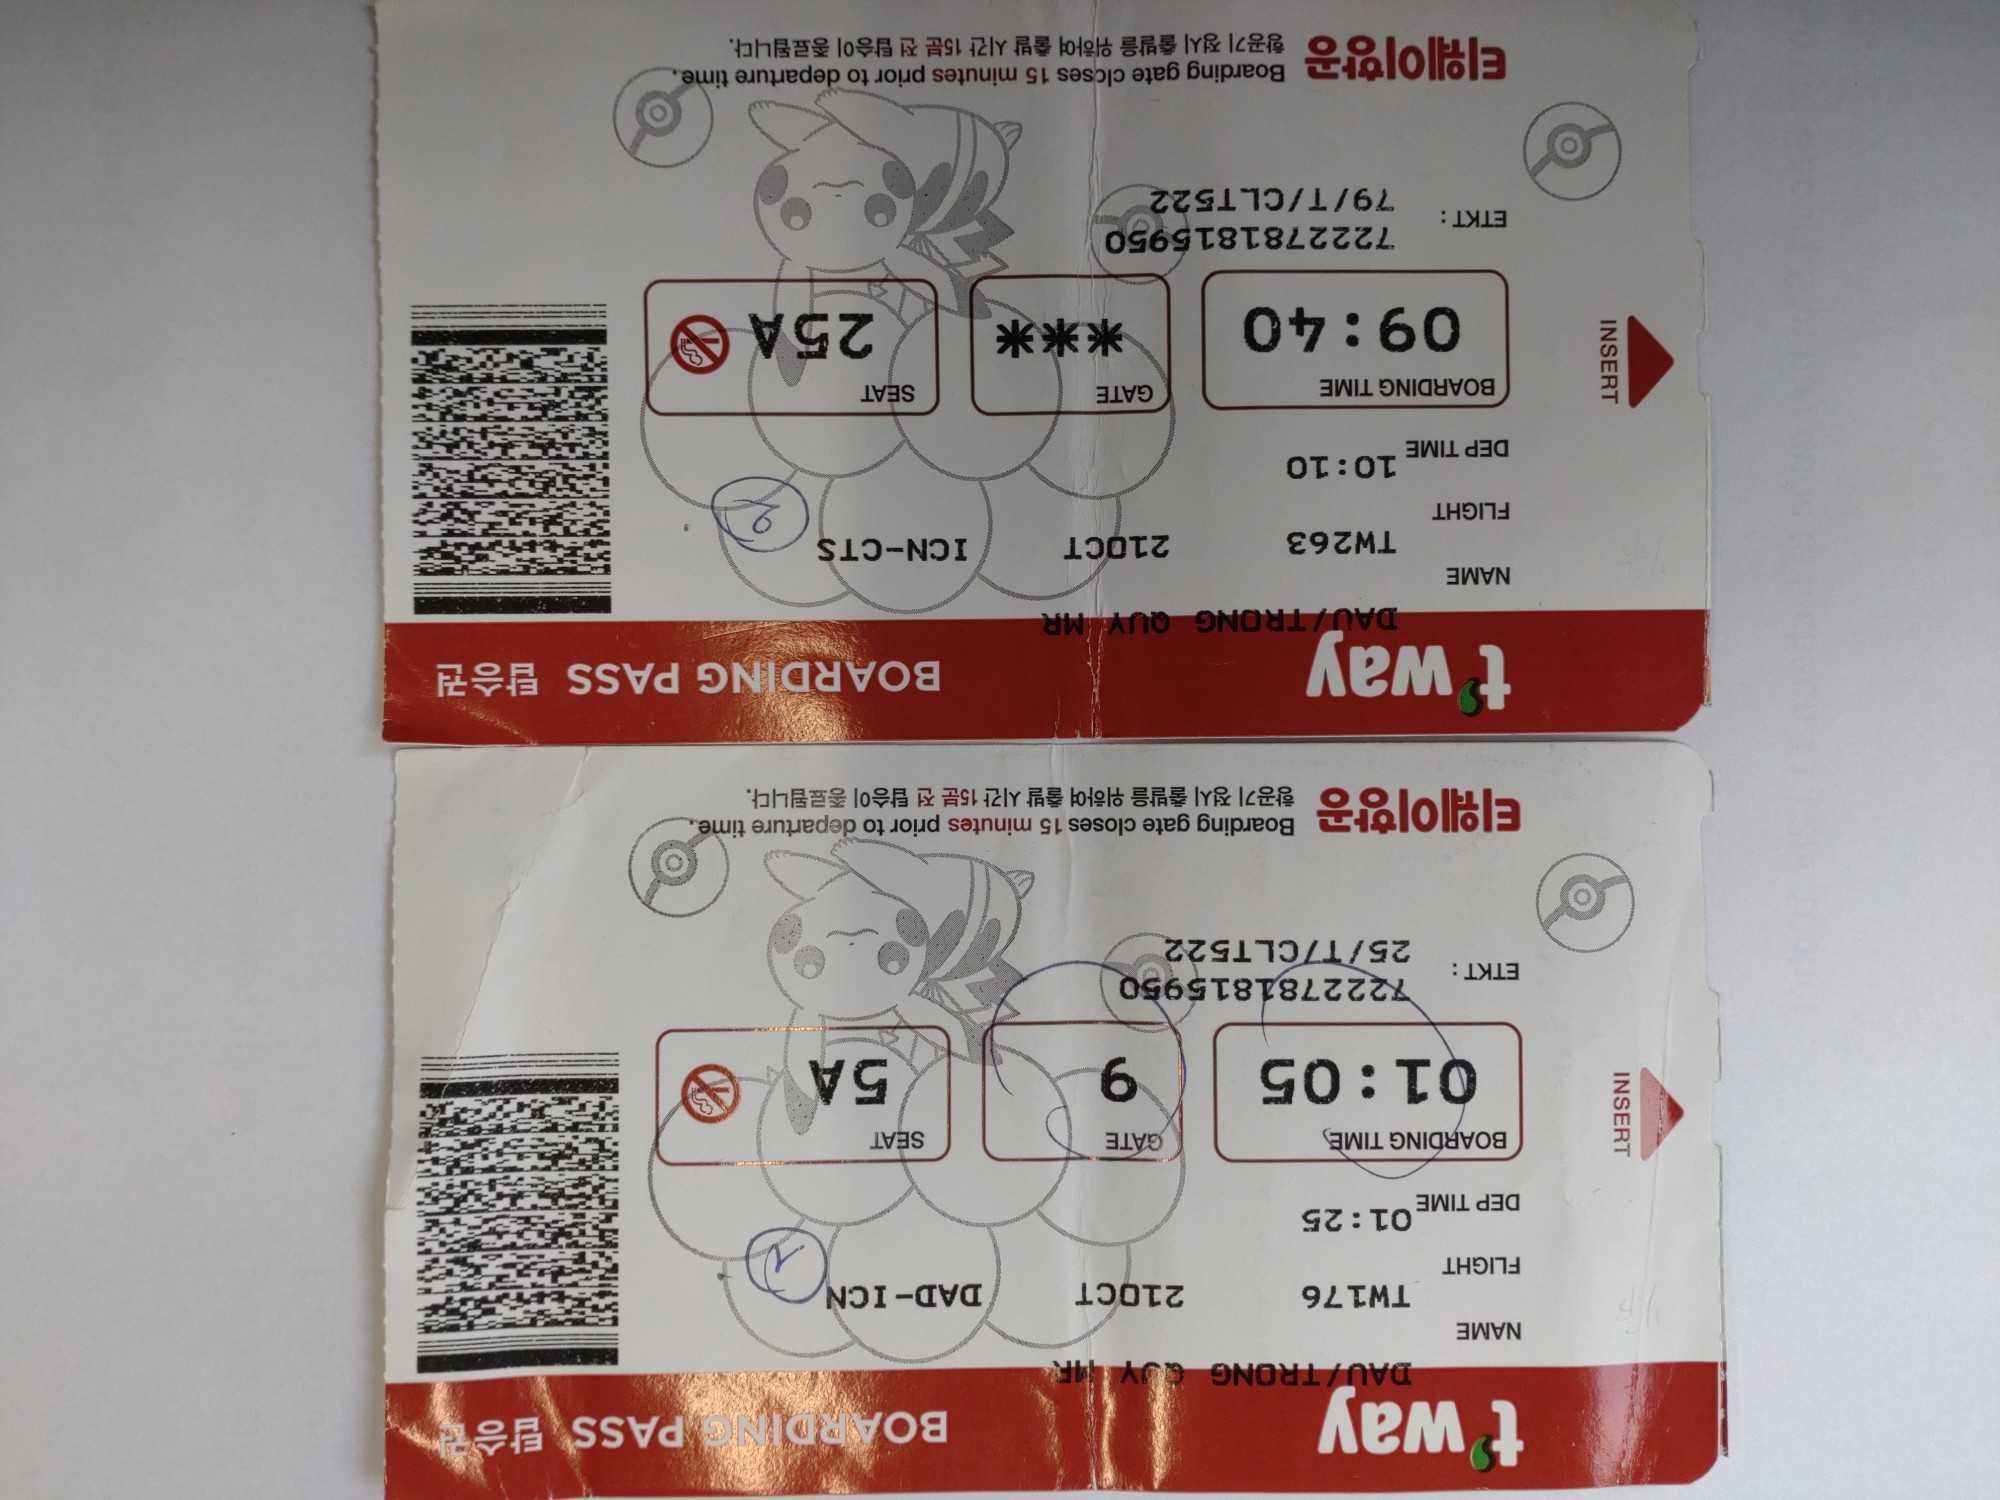 t'way BOARDING PASS 탑승권
DAU/TRONG QUY MR
NAME
TW176 21OCT DAD-ICN
FLIGHT
DEP TIME 01:25
BOARDING TIME GATE SEAT
01:05 9 5A
INSERT
ETKT: 7222781815950
25/T/CLT522
티웨이항공 Boarding gate closes 15 minutes prior to departure time.
항공기 정시 출발을 위하여 출발 시간 15분 전 탑승이 종료됩니다.
t'way BOARDING PASS 탑승권
DAU/TRONG QUY MR
NAME
TW263 21OCT ICN-CTS 2
FLIGHT
DEP TIME 10:10
BOARDING TIME GATE SEAT
09:40 *** 25A
INSERT
ETKT: 7222781815950
79/T/CLT522
티웨이항공 Boarding gate closes 15 minutes prior to departure time.
항공기 정시 출발을 위하여 출발 시간 15분 전 탑승이 종료됩니다.